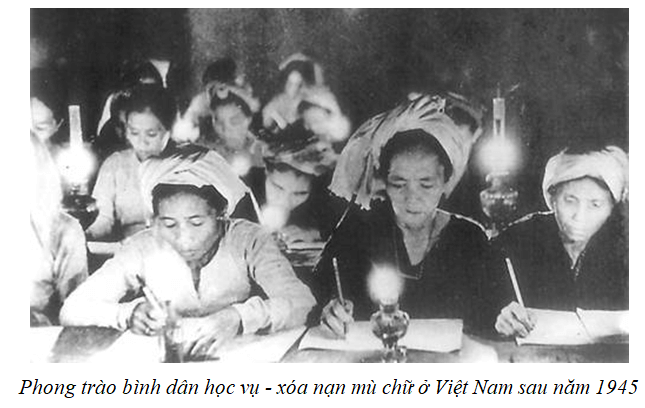 Phong trào bình dân học vụ - xóa nạn mù chữ ở Việt Nam sau năm 1945